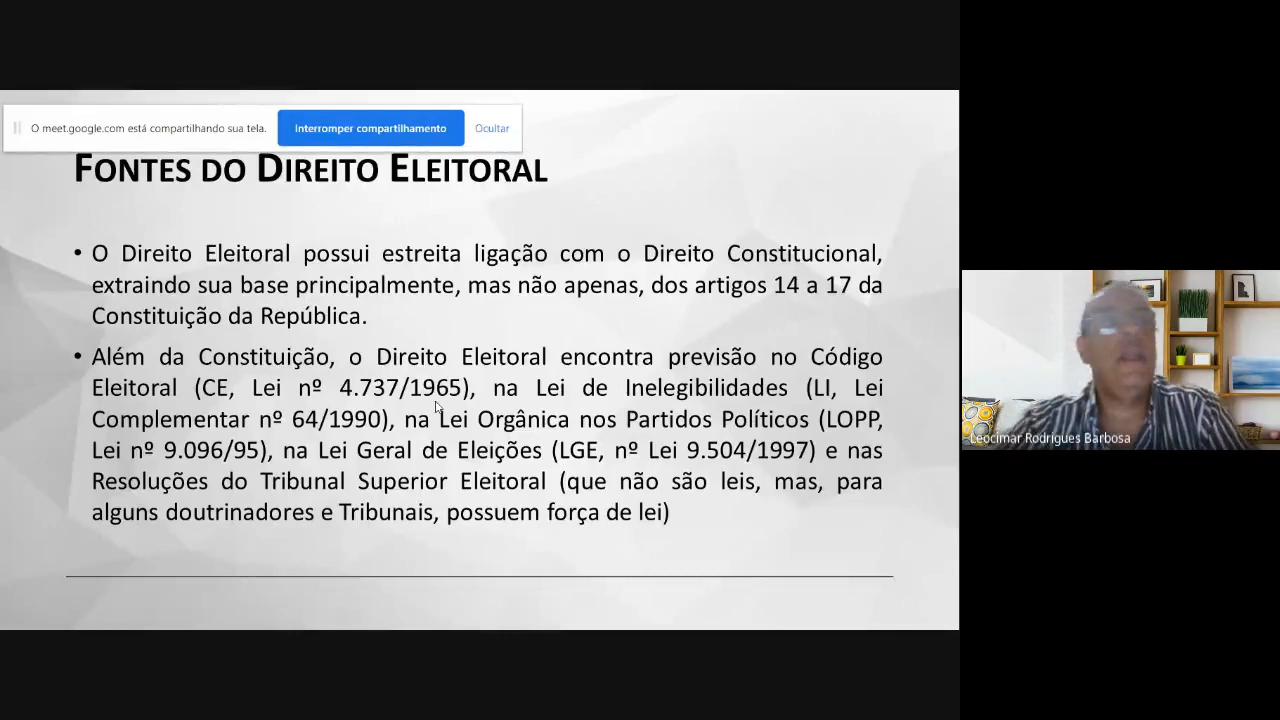 O meet.google.com está compartilhando sua tela.
Interromper compartilhamento
Ocultar
FONTES DO DIREITO ELEITORAL
• O Direito Eleitoral possui estreita ligação com o Direito Constitucional,
extraindo sua base principalmente, mas não apenas, dos artigos 14 a 17 da
Constituição da República.
• Além da Constituição, o Direito Eleitoral encontra previsão no Código
Eleitoral (CE, Lei nº 4.737/1965), na Lei de Inelegibilidades (LI, Lei
Complementar nº 64/1990), na Lei Orgânica nos Partidos Políticos (LOPP,
Lei nº 9.096/95), na Lei Geral de Eleições (LGE, nº Lei 9.504/1997) e nas
Resoluções do Tribunal Superior Eleitoral (que não são leis, mas, para
alguns doutrinadores e Tribunais, possuem força de lei)
Leocimar Rodrigues Barbosa